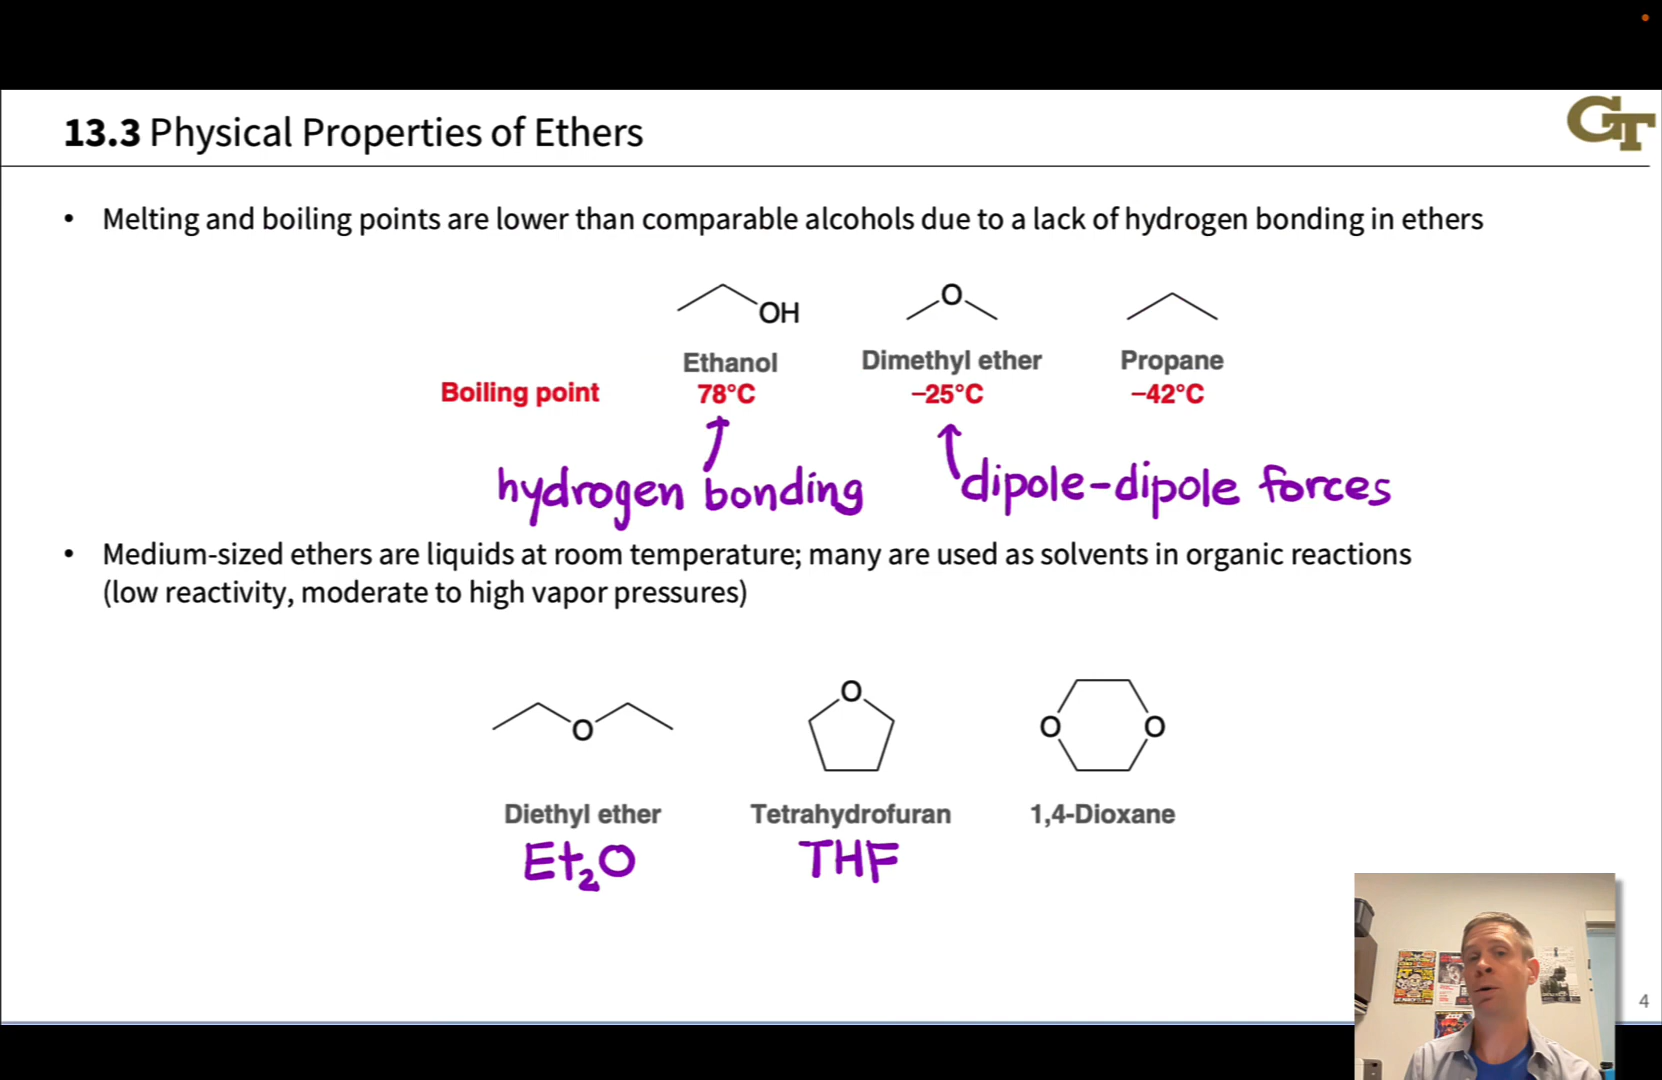 13.3 Physical Properties of Ethers
GT
• Melting and boiling points are lower than comparable alcohols due to a lack of hydrogen bonding in ethers
OH
O
Ethanol
Dimethyl ether
Propane
Boiling point
78°C
–25°C
–42°C
hydrogen bonding
dipole-dipole forces
• Medium-sized ethers are liquids at room temperature; many are used as solvents in organic reactions
(low reactivity, moderate to high vapor pressures)
O
O
O
O
Diethyl ether
Tetrahydrofuran
1,4-Dioxane
Et₂O
THF
4